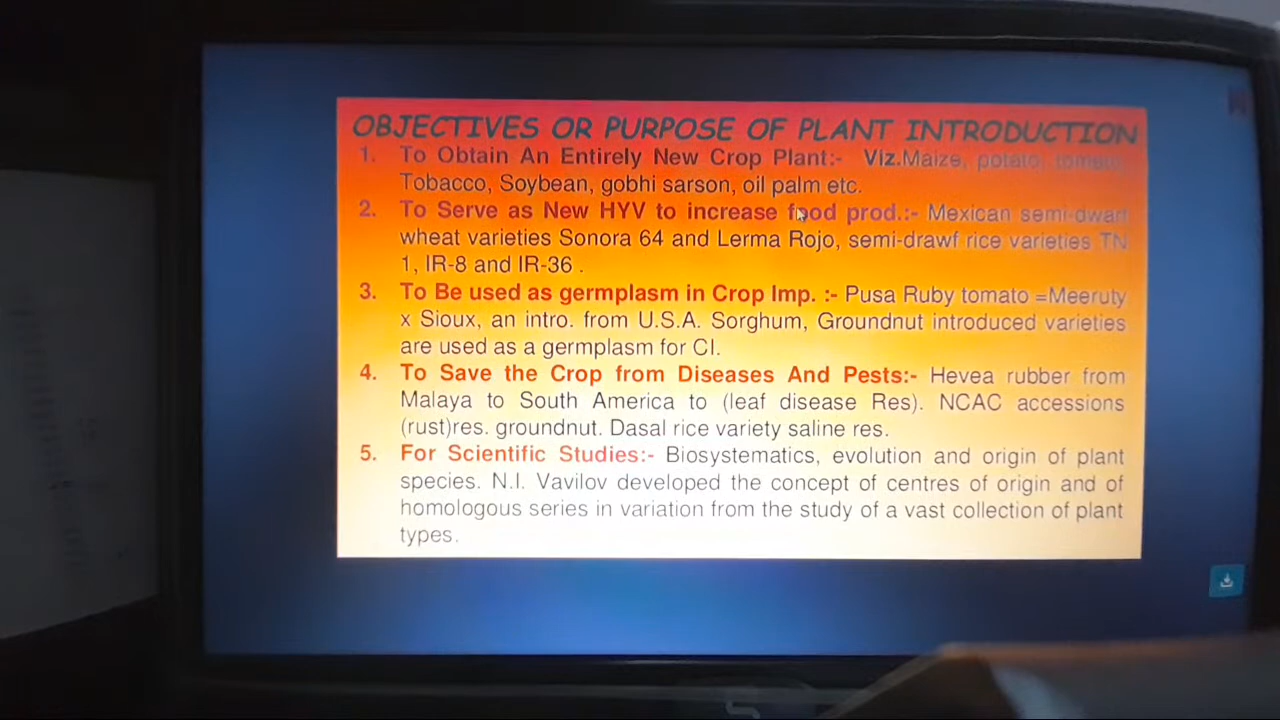 OBJECTIVES OR PURPOSE OF PLANT INTRODUCTION
1. To Obtain An Entirely New Crop Plant:- Viz.Maize, potato, tomato,
Tobacco, Soybean, gobhi sarson, oil palm etc.
2. To Serve as New HYV to increase food prod.:- Mexican semi-dwarf
wheat varieties Sonora 64 and Lerma Rojo, semi-drawf rice varieties TN
1, IR-8 and IR-36 .
3. To Be used as germplasm in Crop Imp. :- Pusa Ruby tomato =Meeruty
x Sioux, an intro. from U.S.A. Sorghum, Groundnut introduced varieties
are used as a germplasm for CI.
4. To Save the Crop from Diseases And Pests:- Hevea rubber from
Malaya to South America to (leaf disease Res). NCAC accessions
(rust)res. groundnut. Dasal rice variety saline res.
5. For Scientific Studies:- Biosystematics, evolution and origin of plant
species. N.I. Vavilov developed the concept of centres of origin and of
homologous series in variation from the study of a vast collection of plant
types.